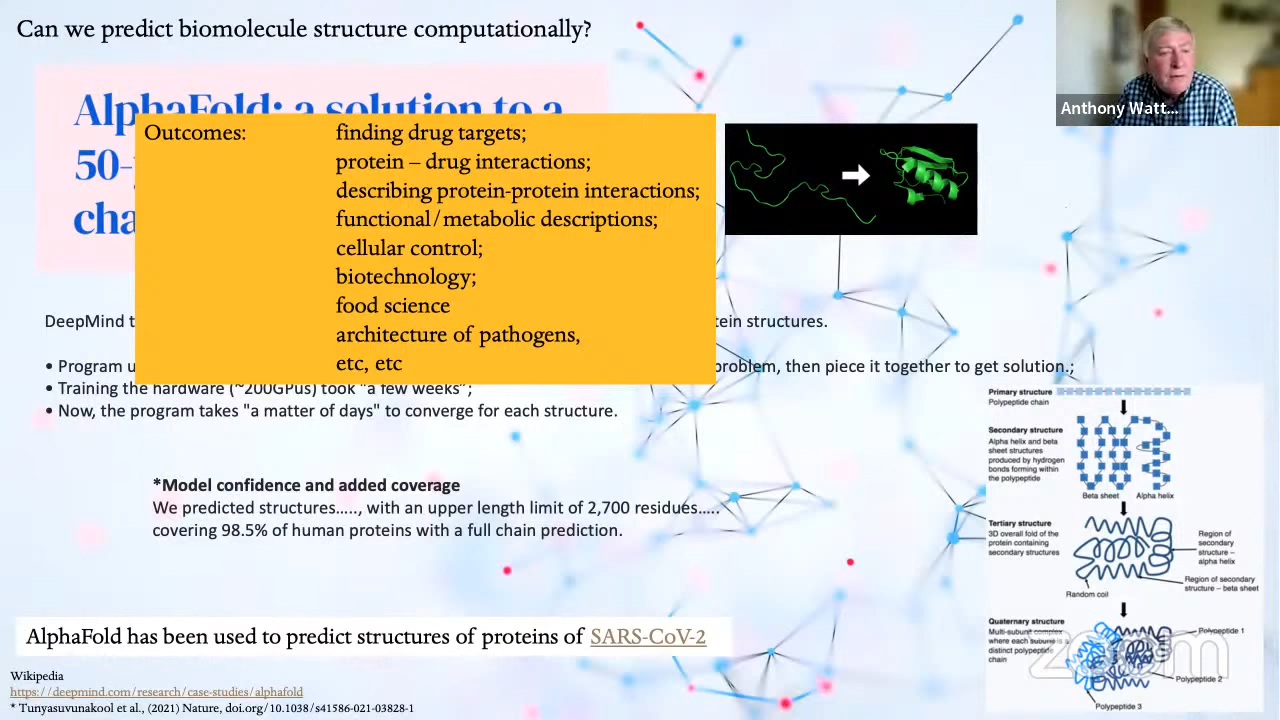 Can we predict biomolecule structure computationally?
Anthony Watt...
AlphaFold: a solution to a
50-
cha
Outcomes: finding drug targets;
protein – drug interactions;
describing protein-protein interactions;
functional/metabolic descriptions;
cellular control;
biotechnology;
food science
architecture of pathogens,
etc, etc
DeepMind t tein structures.
• Program u problem, then piece it together to get solution.;
• Training the hardware (~200GPus) took "a few weeks";
• Now, the program takes "a matter of days" to converge for each structure.
*Model confidence and added coverage
We predicted structures….., with an upper length limit of 2,700 residues…..
covering 98.5% of human proteins with a full chain prediction.
AlphaFold has been used to predict structures of proteins of SARS-CoV-2
Wikipedia
https://deepmind.com/research/case-studies/alphafold
* Tunyasuvunakool et al., (2021) Nature, doi.org/10.1038/s41586-021-03828-1
Primary structure
Polypeptide chain
Secondary structure
Alpha helix and beta
sheet structures
produced by hydrogen
bonds forming within
the polypeptide
Beta sheet Alpha helix
Tertiary structure
3D overall fold of the
protein containing
secondary structures
Region of
secondary
structure –
alpha helix
Region of secondary
structure – beta sheet
Random coil
Quaternary structure
Multi-subunit complex
where each subunit is a
distinct polypeptide
chain
Polypeptide 1
Polypeptide 2
Polypeptide 3
zoom